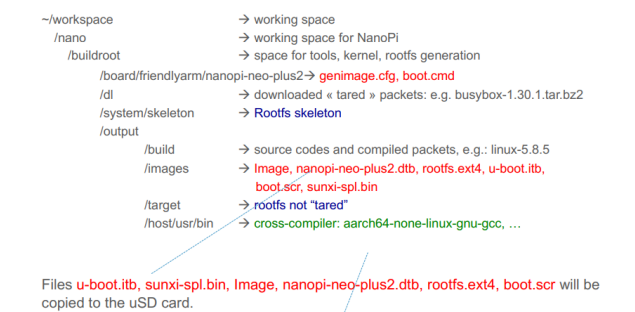 ~/workspace → working space
/nano → working space for NanoPi
/buildroot → space for tools, kernel, rootfs generation
/board/friendlyarm/nanopi-neo-plus2→ genimage.cfg, boot.cmd
/dl → downloaded « tared » packets: e.g. busybox-1.30.1.tar.bz2
/system/skeleton → Rootfs skeleton
/output
/build → source codes and compiled packets, e.g.: linux-5.8.5
/images → Image, nanopi-neo-plus2.dtb, rootfs.ext4, u-boot.itb,
boot.scr, sunxi-spl.bin
/target → rootfs not “tared”
/host/usr/bin → cross-compiler: aarch64-none-linux-gnu-gcc, …
Files u-boot.itb, sunxi-spl.bin, Image, nanopi-neo-plus2.dtb, rootfs.ext4, boot.scr will be
copied to the uSD card.